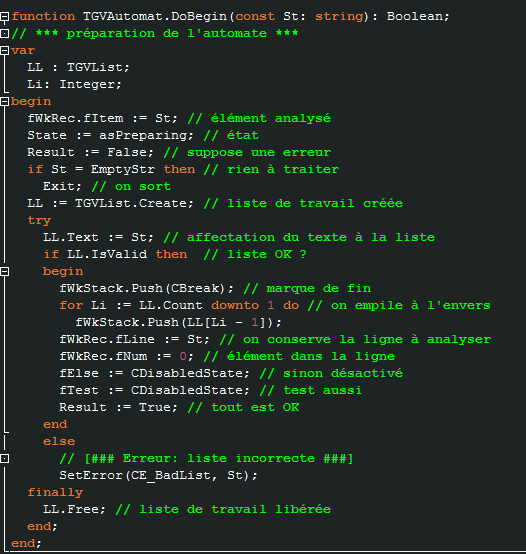 function TGVAutomat.DoBegin(const St: string): Boolean;
// *** préparation de l'automate ***
var
  LL : TGVList;
  Li: Integer;
begin
  fWkRec.fItem := St; // élément analysé
  State := asPreparing; // état
  Result := False; // suppose une erreur
  if St = EmptyStr then // rien à traiter
    Exit; // on sort
  LL := TGVList.Create; // liste de travail créée
  try
    LL.Text := St; // affectation du texte à la liste
    if LL.IsValid then  // liste OK ?
    begin
      fWkStack.Push(CBreak); // marque de fin
      for Li := LL.Count downto 1 do // on empile à l'envers
        fWkStack.Push(LL[Li - 1]);
      fWkRec.fLine := St; // on conserve la ligne à analyser
      fWkRec.fNum := 0; // élément dans la ligne
      fElse := CDisabledState; // sinon désactivé
      fTest := CDisabledState; // test aussi
      Result := True; // tout est OK
    end
    else
      // [### Erreur: liste incorrecte ###]
      SetError(CE_BadList, St);
  finally
    LL.Free; // liste de travail libérée
  end;
end;